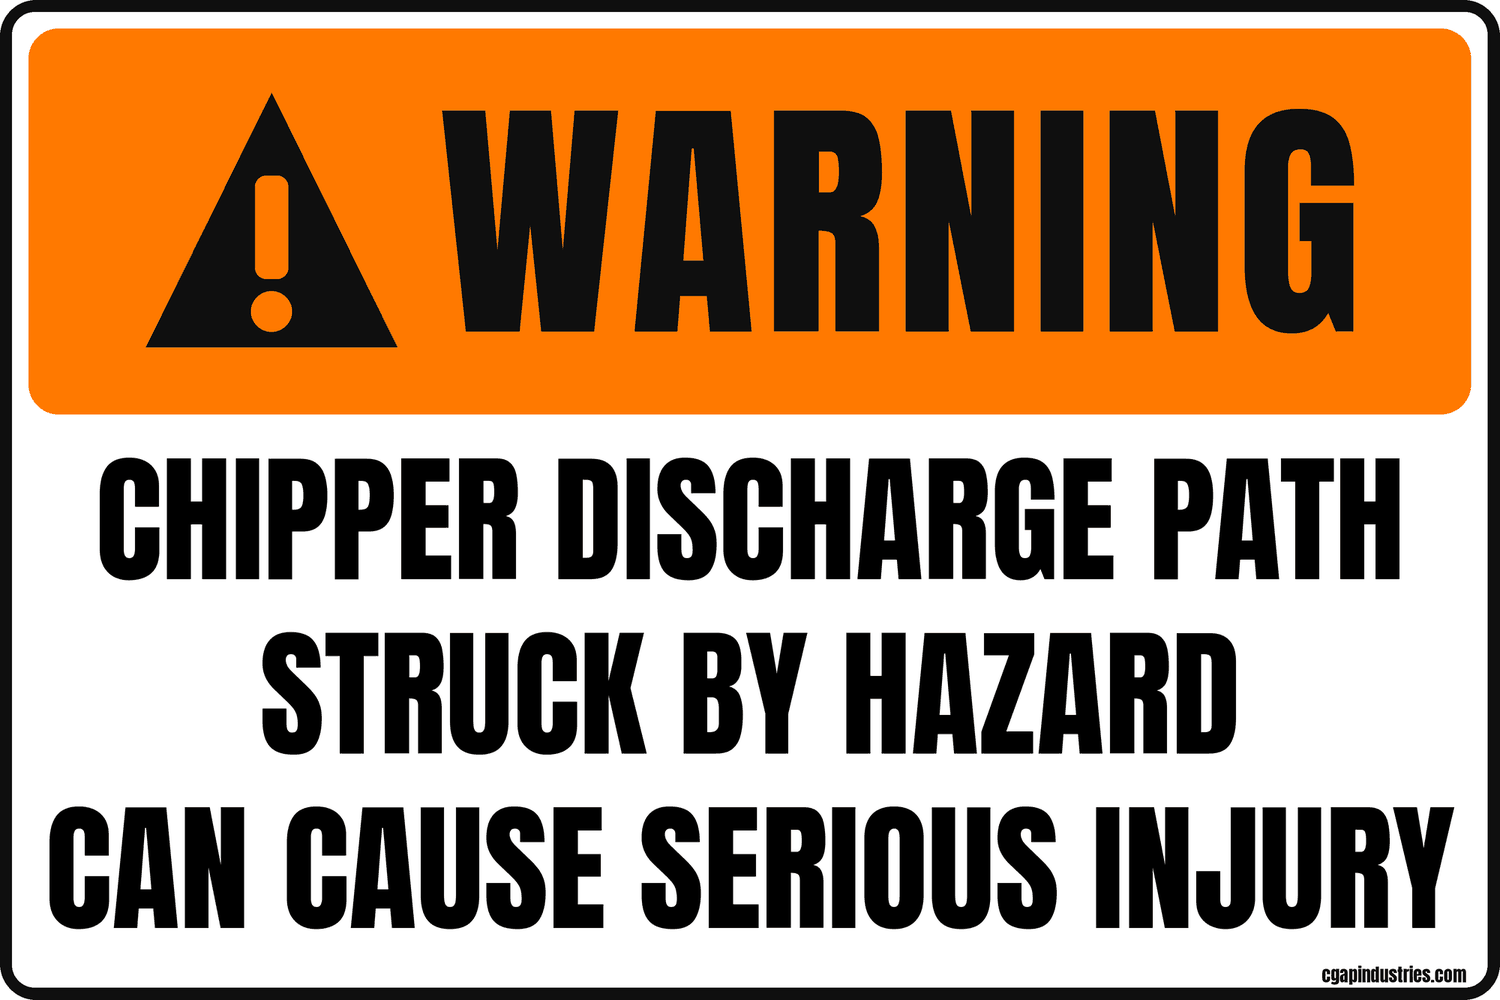 WARNING
CHIPPER DISCHARGE PATH
STRUCK BY HAZARD
CAN CAUSE SERIOUS INJURY
cgapindustries.com